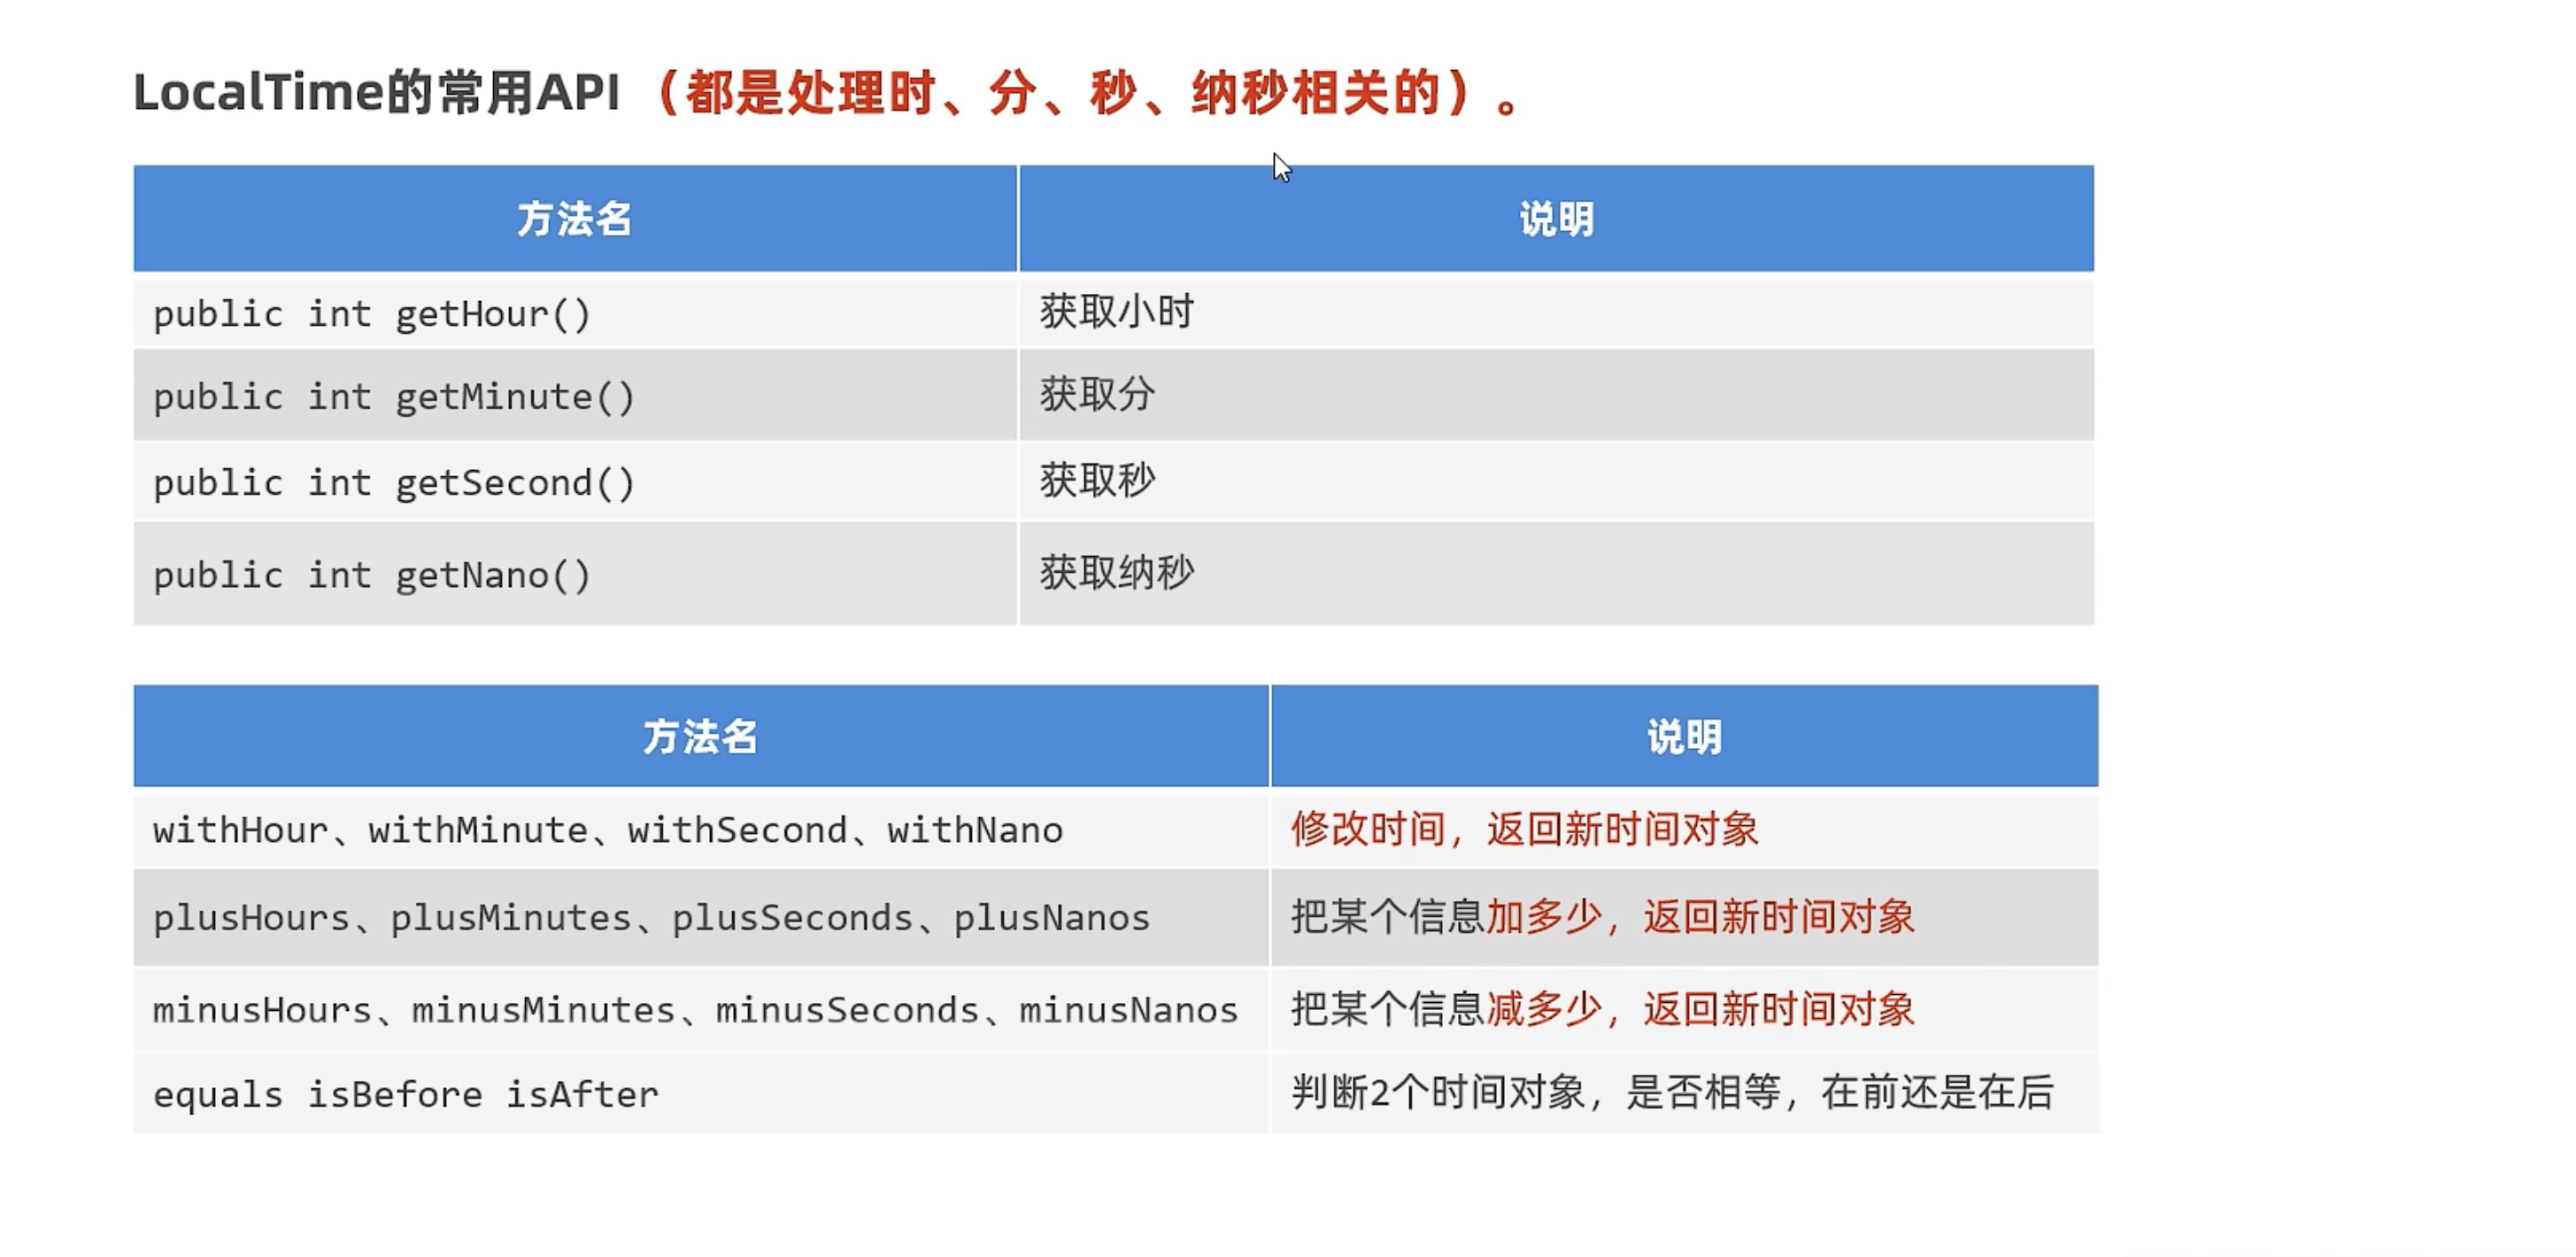 LocalTime的常用API（都是处理时、分、秒、纳秒相关的）。
方法名 说明
public int getHour() 获取小时
public int getMinute() 获取分
public int getSecond() 获取秒
public int getNano() 获取纳秒
方法名 说明
withHour、withMinute、withSecond、withNano 修改时间，返回新时间对象
plusHours、plusMinutes、plusSeconds、plusNanos 把某个信息加多少，返回新时间对象
minusHours、minusMinutes、minusSeconds、minusNanos 把某个信息减多少，返回新时间对象
equals isBefore isAfter 判断2个时间对象，是否相等，在前还是在后